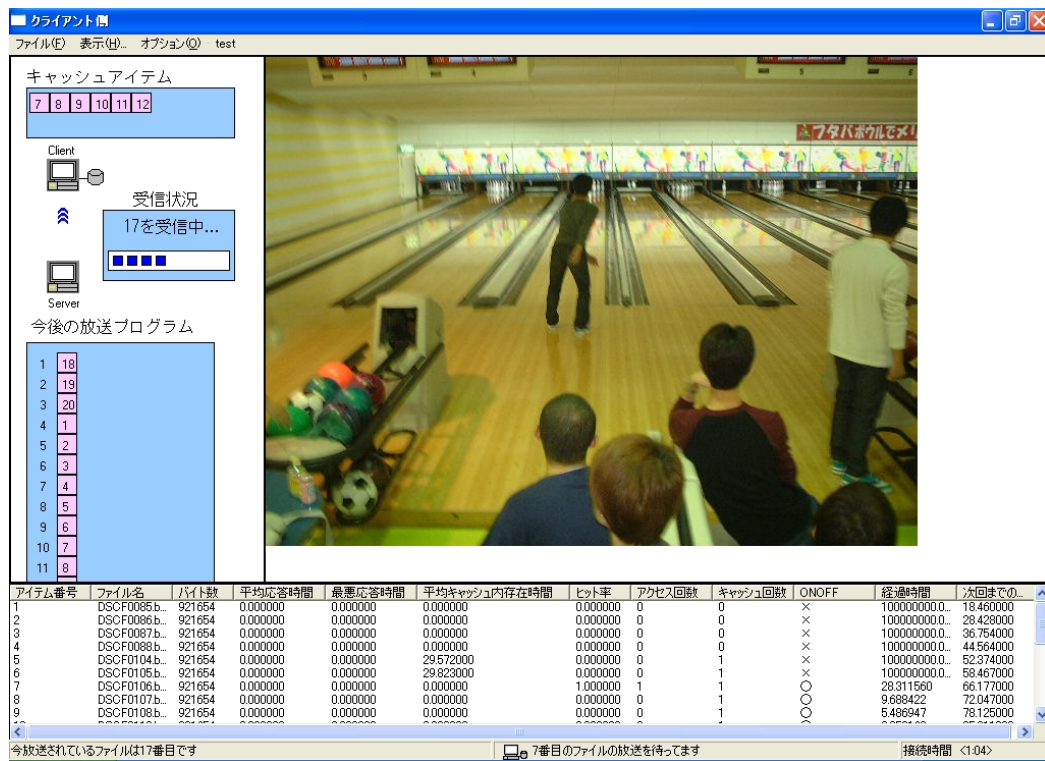 クライアント側
ファイル(F) 表示(H)... オプション(O) test
キャッシュアイテム
7 8 9 10 11 12
Client
受信状況
17を受信中...
Server
今後の放送プログラム
1 18
2 19
3 20
4 1
5 2
6 3
7 4
8 5
9 6
10 7
11 8
フタバボウルでメリ
アイテム番号 ファイル名 バイト数 平均応答時間 最悪応答時間 平均キャッシュ内存在時間 ヒット率 アクセス回数 キャッシュ回数 ONOFF 経過時間 次回までの...
1 DSCF0085.b... 921654 0.000000 0.000000 0.000000 0.000000 0 0 × 100000000.0... 18.460000
2 DSCF0086.b... 921654 0.000000 0.000000 0.000000 0.000000 0 0 × 100000000.0... 28.428000
3 DSCF0087.b... 921654 0.000000 0.000000 0.000000 0.000000 0 0 × 100000000.0... 36.754000
4 DSCF0088.b... 921654 0.000000 0.000000 0.000000 0.000000 0 0 × 100000000.0... 44.564000
5 DSCF0104.b... 921654 0.000000 0.000000 29.572000 0.000000 0 1 × 100000000.0... 52.374000
6 DSCF0105.b... 921654 0.000000 0.000000 29.823000 0.000000 0 1 × 100000000.0... 58.467000
7 DSCF0106.b... 921654 0.000000 0.000000 0.000000 1.000000 1 1 ○ 28.311560 66.177000
8 DSCF0107.b... 921654 0.000000 0.000000 0.000000 0.000000 0 1 ○ 9.688422 72.047000
9 DSCF0108.b... 921654 0.000000 0.000000 0.000000 0.000000 0 1 ○ 5.486947 78.125000
今放送されているファイルは17番目です 7番目のファイルの放送を待ってます 接続時間 <1:04>